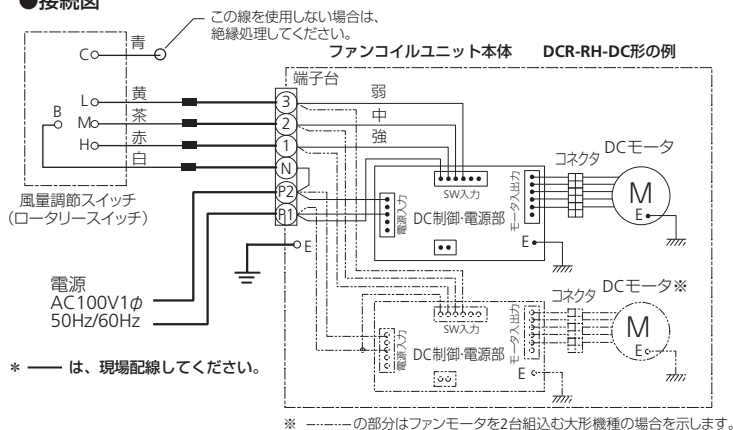 ●接続図
この線を使用しない場合は、
絶縁処理してください。
ファンコイルユニット本体 DCR-RH-DC形の例
青
C
端子台
黄
L
3
弱
B
茶
M
2
中
赤
H
1
強
白
N
風量調節スイッチ
(ロータリースイッチ)
P2
P1
SW入力
電源入力
DC制御・電源部
モータ入出力
コネクタ
DCモータ
M
E
E
E
電源
AC100V1φ
50Hz/60Hz
SW入力
電源入力
DC制御・電源部
モータ入出力
コネクタ
DCモータ※
M
E
E
* ── は、現場配線してください。
※ -----の部分はファンモータを2台組込む大形機種の場合を示します。